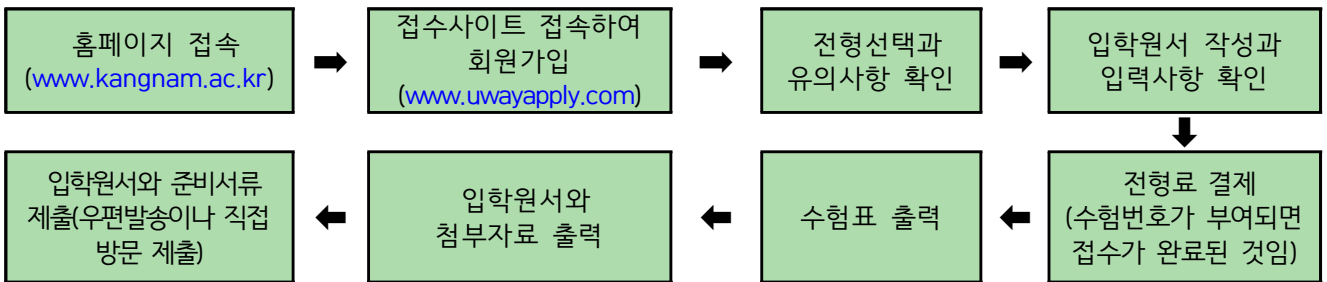 홈페이지 접속
(www.kangnam.ac.kr)
접수사이트 접속하여
회원가입
(www.uwayapply.com)
전형선택과
유의사항 확인
입학원서 작성과
입력사항 확인
전형료 결제
(수험번호가 부여되면
접수가 완료된 것임)
수험표 출력
입학원서와
첨부자료 출력
입학원서와 준비서류
제출(우편발송이나 직접
방문 제출)